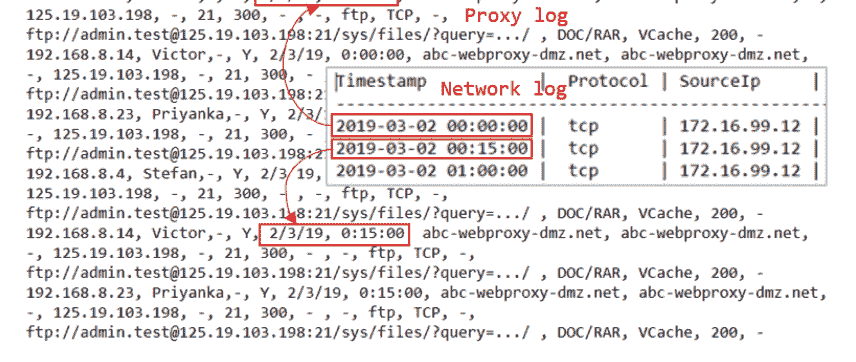 125.19.103.198, -, 21, 300, - , -, ftp, TCP, -, Proxy log
ftp://admin.test@125.19.103.198:21/sys/files/?query=.../ , DOC/RAR, VCache, 200, -
192.168.8.14, Victor,-, Y, 2/3/19, 0:00:00, abc-webproxy-dmz.net, abc-webproxy-dmz.net,
-, 125.19.103.198, -, 21, 300, -
ftp://admin.test@125.19.103.198:2
192.168.8.23, Priyanka,-, Y, 2/3/
-, 125.19.103.198, -, 21, 300, -
ftp://admin.test@125.19.103.198:2
192.168.8.4, Stefan,-, Y, 2/3/19,
Timestamp | Protocol | SourceIp |
Network log
2019-03-02 00:00:00 | tcp | 172.16.99.12 |
2019-03-02 00:15:00 | tcp | 172.16.99.12 |
2019-03-02 01:00:00 | tcp | 172.16.99.12 |
125.19.103.198, -, 21, 300, - , -, ftp, TCP, -,
ftp://admin.test@125.19.103.198:21/sys/files/?query=.../ , DOC/RAR, VCache, 200, -
192.168.8.14, Victor,-, Y, 2/3/19, 0:15:00 abc-webproxy-dmz.net, abc-webproxy-dmz.net,
-, 125.19.103.198, -, 21, 300, - , -, ftp, TCP, -,
ftp://admin.test@125.19.103.198:21/sys/files/?query=.../ , DOC/RAR, VCache, 200, -
192.168.8.23, Priyanka,-, Y, 2/3/19, 0:15:00, abc-webproxy-dmz.net, abc-webproxy-dmz.net,
-, 125.19.103.198, -, 21, 300, - , -, ftp, TCP, -,
ftp://admin.test@125.19.103.198:21/sys/files/?query=.../ , DOC/RAR, VCache, 200, -